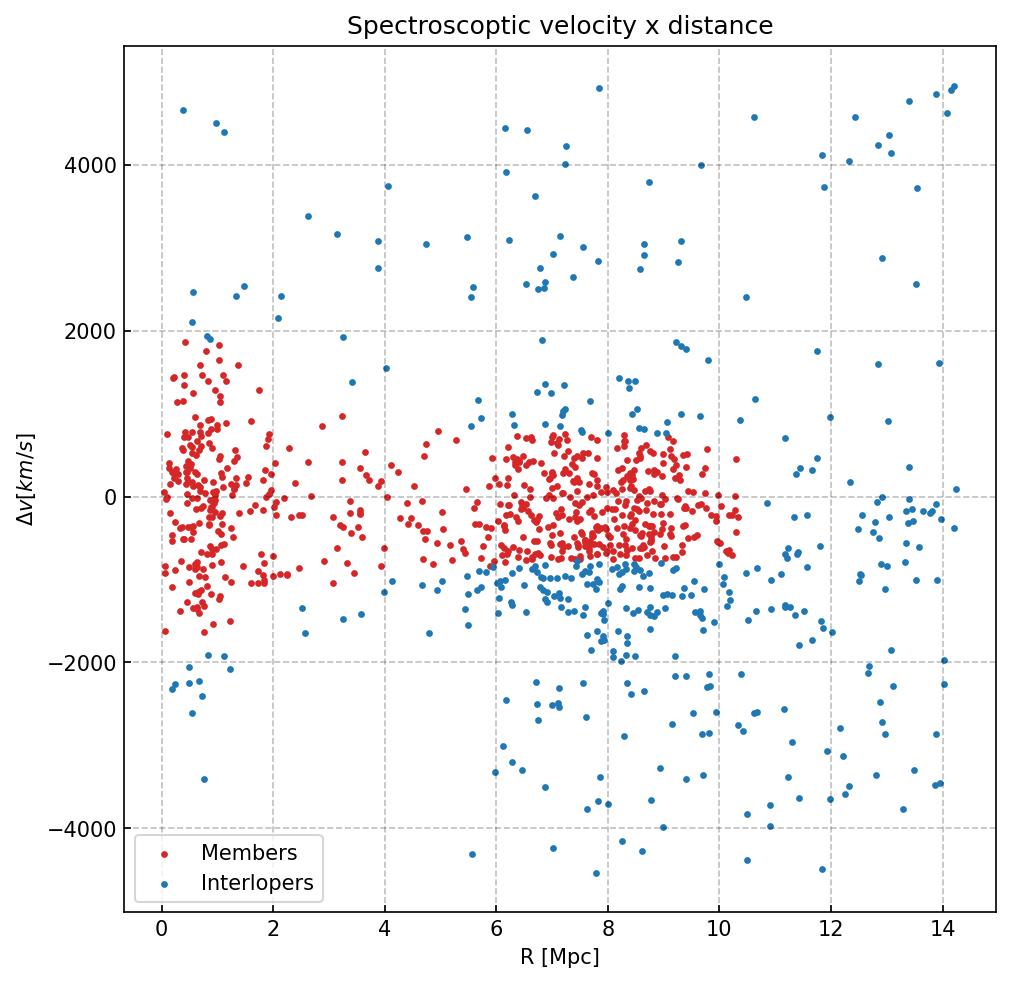 Spectroscoptic velocity x distance
Δv[km/s]
4000
2000
0
−2000
−4000
Members
Interlopers
0 2 4 6 8 10 12 14
R [Mpc]